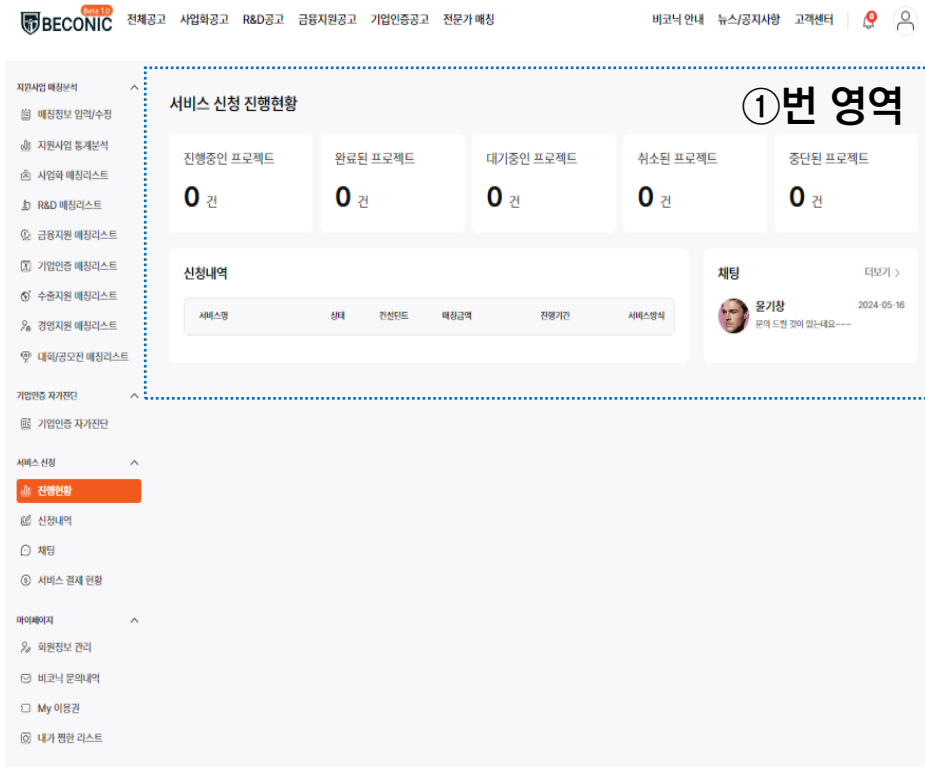 Beta 1.0
BECONIC 전체공고 사업화공고 R&D공고 금융지원공고 기업인증공고 전문가 매칭 비코닉 안내 뉴스/공지사항 고객센터 0
지원사업 매칭분석
매칭정보 입력/수정
지원사업 통계분석
사업화 매칭리스트
R&D 매칭리스트
금융지원 매칭리스트
기업인증 매칭리스트
수출지원 매칭리스트
경영지원 매칭리스트
대회/공모전 매칭리스트
기업인증 자가진단
기업인증 자가진단
서비스 신청
진행현황
신청내역
채팅
서비스 결제 현황
마이페이지
회원정보 관리
비코닉 문의내역
My 이용권
내가 찜한 리스트
①번 영역
서비스 신청 진행현황
진행중인 프로젝트 완료된 프로젝트 대기중인 프로젝트 취소된 프로젝트 중단된 프로젝트
0 건 0 건 0 건 0 건 0 건
신청내역
서비스명 상태 컨설턴트 매칭금액 진행기간 서비스방식
채팅 더보기 >
윤기창 2024-05-16
문의 드릴 것이 있는데요~~~